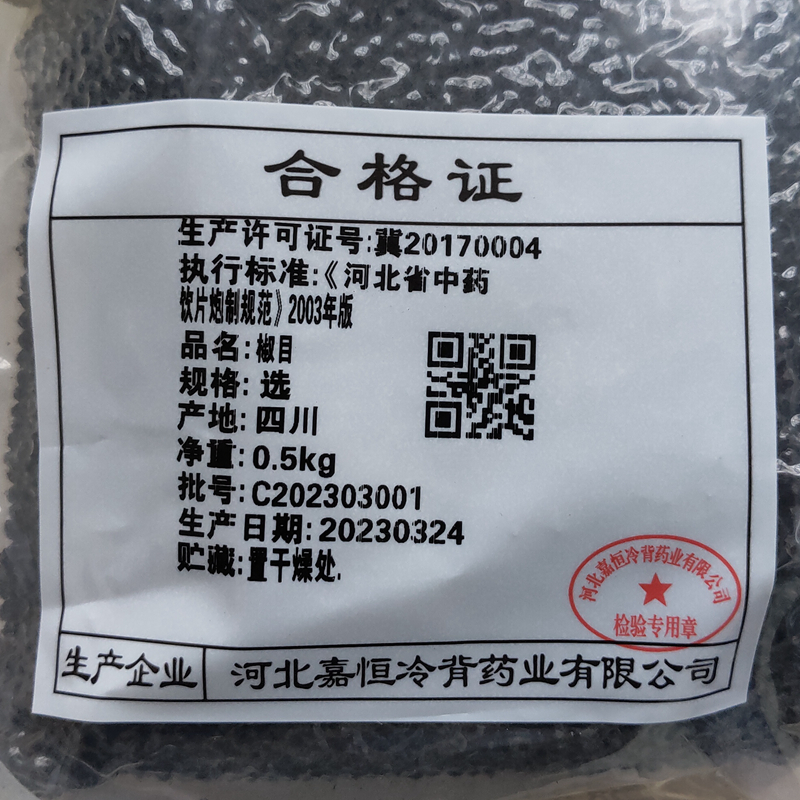 合格证
生产许可证号:冀20170004
执行标准:《河北省中药
饮片炮制规范》2003年版
品名:椒目
规格:选
产地:四川
净重:0.5kg
批号:C202303001
生产日期:20230324
贮藏:置干燥处.
河北嘉恒冷背药业有限公司
检验专用章
生产企业 河北嘉恒冷背药业有限公司